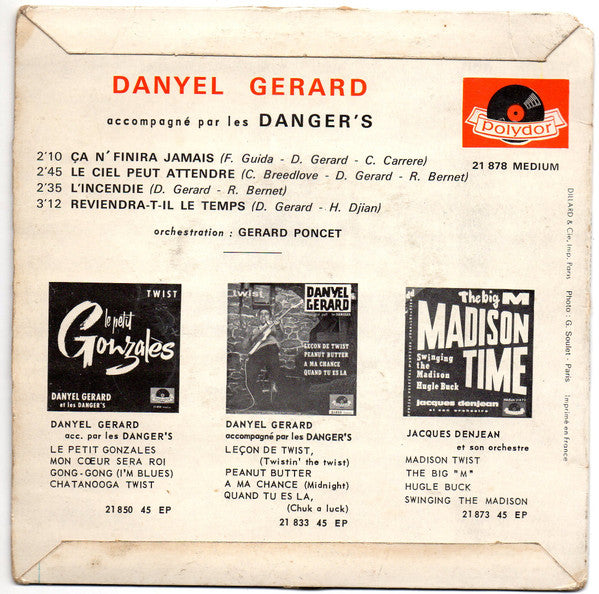 DANYEL GERARD
accompagné par les DANGER'S
polydor
21 878 MEDIUM
2'10 ÇA N'FINIRA JAMAIS (F. Guida - D. Gerard - C. Carrere)
2'45 LE CIEL PEUT ATTENDRE (C. Breedlove - D. Gerard - R. Bernet)
2'35 L'INCENDIE (D. Gerard - R. Bernet)
3'12 REVIENDRA-T-IL LE TEMPS (D. Gerard - H. Djian)
orchestration : GERARD PONCET
TWIST
le petit
Gonzales
DANYEL GERARD
et les DANGER'S
DANYEL GERARD
acc. par les DANGER'S
LE PETIT GONZALES
MON CŒUR SERA ROI
GONG-GONG (I'M BLUES)
CHATANOOGA TWIST
21 850 45 EP
twist
DANYEL
GERARD
LEÇON DE TWIST
PEANUT BUTTER
A MA CHANCE
QUAND TU ES LA
DANYEL GERARD
accompagné par les DANGER'S
LEÇON DE TWIST,
(Twistin' the twist)
PEANUT BUTTER
A MA CHANCE (Midnight)
QUAND TU ES LA,
(Chuk a luck)
21 833 45 EP
The big M
MADISON
TIME
Swinging
the Madison
Hugle Buck
jacques denjean
et son orchestre
JACQUES DENJEAN
et son orchestre
MADISON TWIST
THE BIG "M"
HUGLE BUCK
SWINGING THE MADISON
21 873 45 EP
DILLARD & Cie. Imp. Paris Photo : G. Soulet - Paris Imprimé en France